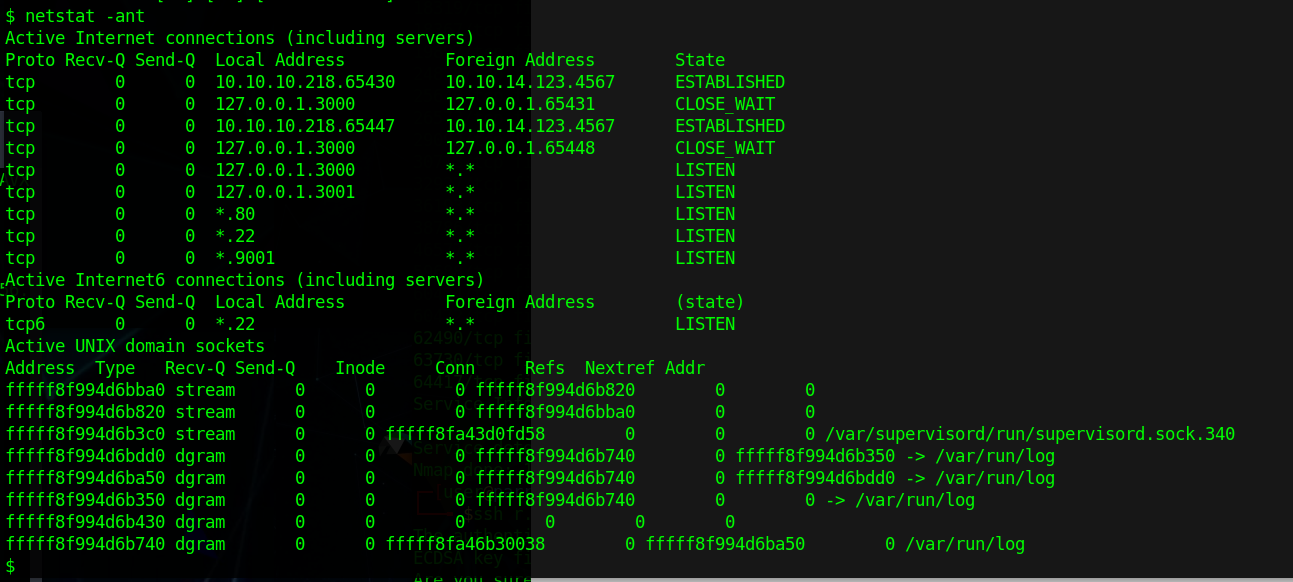 $ netstat -ant
Active Internet connections (including servers)
Proto Recv-Q Send-Q  Local Address          Foreign Address        State
tcp        0      0  10.10.10.218.65430     10.10.14.123.4567      ESTABLISHED
tcp        0      0  127.0.0.1.3000         127.0.0.1.65431        CLOSE_WAIT
tcp        0      0  10.10.10.218.65447     10.10.14.123.4567      ESTABLISHED
tcp        0      0  127.0.0.1.3000         127.0.0.1.65448        CLOSE_WAIT
tcp        0      0  127.0.0.1.3000         *.*                    LISTEN
tcp        0      0  127.0.0.1.3001         *.*                    LISTEN
tcp        0      0  *.80                   *.*                    LISTEN
tcp        0      0  *.22                   *.*                    LISTEN
tcp        0      0  *.9001                 *.*                    LISTEN
Active Internet6 connections (including servers)
Proto Recv-Q Send-Q  Local Address          Foreign Address        (state)
tcp6       0      0  *.22                   *.*                    LISTEN
Active UNIX domain sockets
Address  Type   Recv-Q Send-Q    Inode     Conn     Refs  Nextref Addr
fffff8f994d6bba0 stream      0      0        0 fffff8f994d6b820        0        0
fffff8f994d6b820 stream      0      0        0 fffff8f994d6bba0        0        0
fffff8f994d6b3c0 stream      0      0 fffff8fa43d0fd58        0        0        0 /var/supervisord/run/supervisord.sock.340
fffff8f994d6bdd0 dgram       0      0        0 fffff8f994d6b740        0 fffff8f994d6b350 -> /var/run/log
fffff8f994d6ba50 dgram       0      0        0 fffff8f994d6b740        0 fffff8f994d6bdd0 -> /var/run/log
fffff8f994d6b350 dgram       0      0        0 fffff8f994d6b740        0        0 -> /var/run/log
fffff8f994d6b430 dgram       0      0        0        0        0        0
fffff8f994d6b740 dgram       0      0 fffff8fa46b30038        0 fffff8f994d6ba50        0 /var/run/log
$